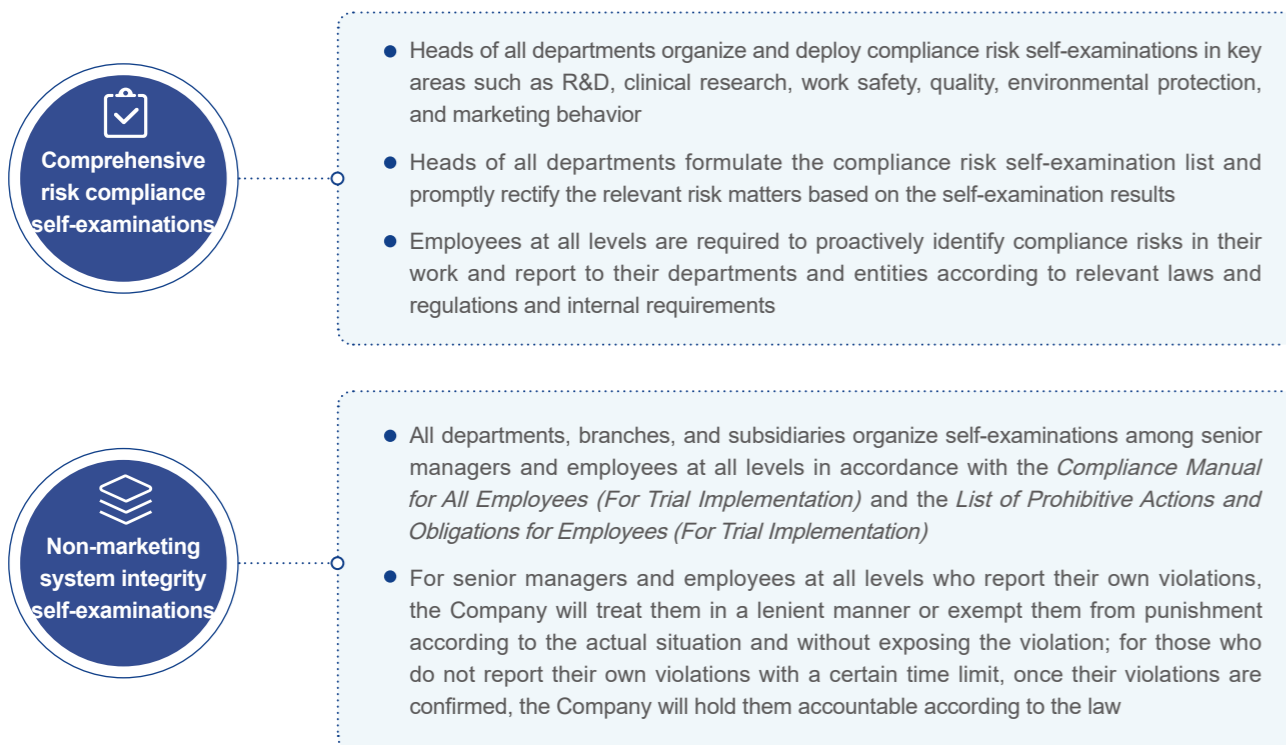 Comprehensive
risk compliance
self-examinations
● Heads of all departments organize and deploy compliance risk self-examinations in key
areas such as R&D, clinical research, work safety, quality, environmental protection,
and marketing behavior
● Heads of all departments formulate the compliance risk self-examination list and
promptly rectify the relevant risk matters based on the self-examination results
● Employees at all levels are required to proactively identify compliance risks in their
work and report to their departments and entities according to relevant laws and
regulations and internal requirements
Non-marketing
system integrity
self-examinations
● All departments, branches, and subsidiaries organize self-examinations among senior
managers and employees at all levels in accordance with the Compliance Manual
for All Employees (For Trial Implementation) and the List of Prohibitive Actions and
Obligations for Employees (For Trial Implementation)
● For senior managers and employees at all levels who report their own violations,
the Company will treat them in a lenient manner or exempt them from punishment
according to the actual situation and without exposing the violation; for those who
do not report their own violations with a certain time limit, once their violations are
confirmed, the Company will hold them accountable according to the law